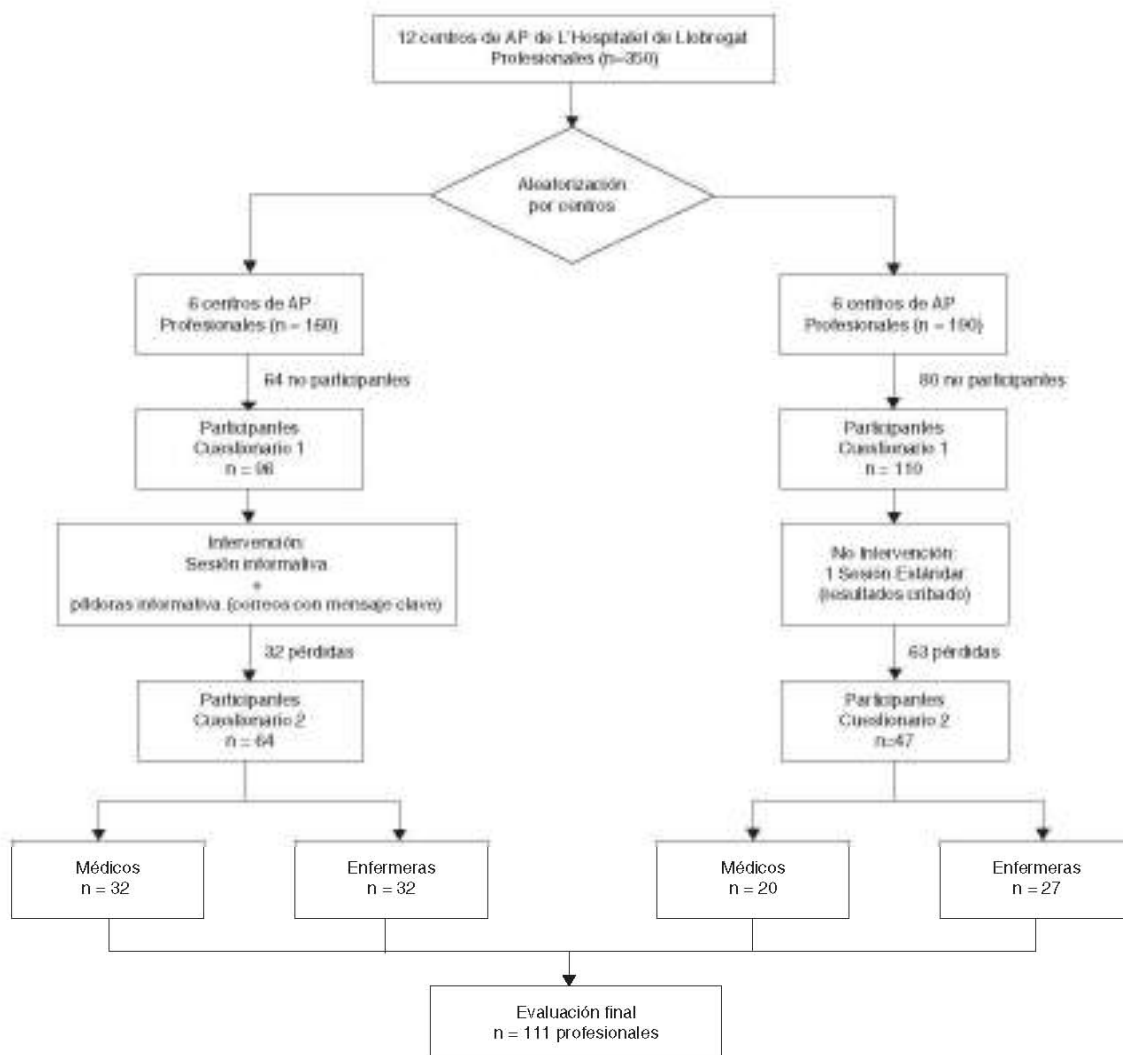 12 centros de AP de L'Hospitalet de Llobregat
Profesionales (n=350)
Aleatorización
por centros
6 centros de AP
Profesionales (n = 160)
6 centros de AP
Profesionales (n = 190)
64 no participantes
80 no participantes
Participantes
Cuestionario 1
n = 96
Participantes
Cuestionario 1
n = 110
Intervención:
Sesión informativa
+
píldoras informativa (correos con mensaje clave)
No Intervención:
1 Sesión Estándar
(resultados cribado)
32 pérdidas
63 pérdidas
Participantes
Cuestionario 2
n = 64
Participantes
Cuestionario 2
n=47
Médicos
n = 32
Enfermeras
n = 32
Médicos
n = 20
Enfermeras
n = 27
Evaluación final
n = 111 profesionales